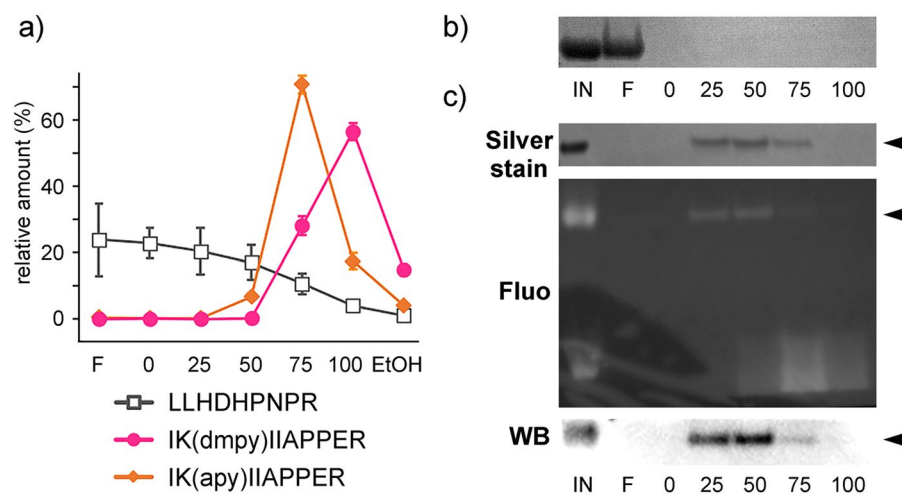 a)
relative amount (%)
60
40
20
0
F 0 25 50 75 100 EtOH
LLHDHPNPR
IK(dmpy)IIAPPER
IK(apy)IIAPPER
b)
IN F 0 25 50 75 100
c)
Silver
stain
Fluo
WB
IN F 0 25 50 75 100